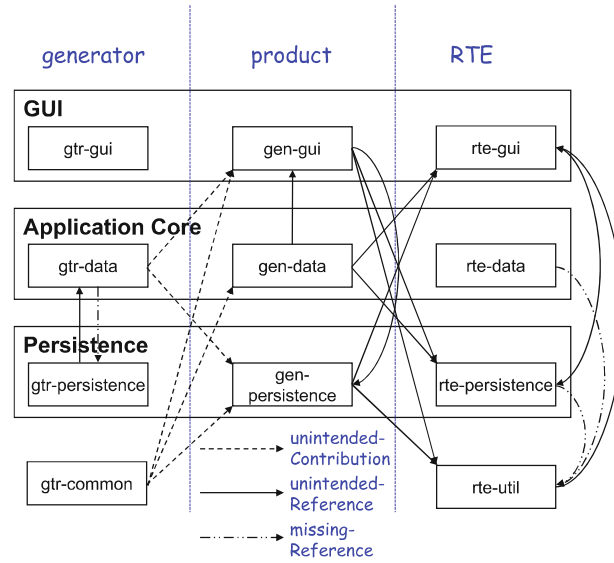 generator
product
RTE
GUI
gtr-gui
gen-gui
rte-gui
Application Core
gtr-data
gen-data
rte-data
Persistence
gtr-persistence
gen-
persistence
rte-persistence
gtr-common
unintended-
Contribution
unintended-
Reference
missing-
Reference
rte-util